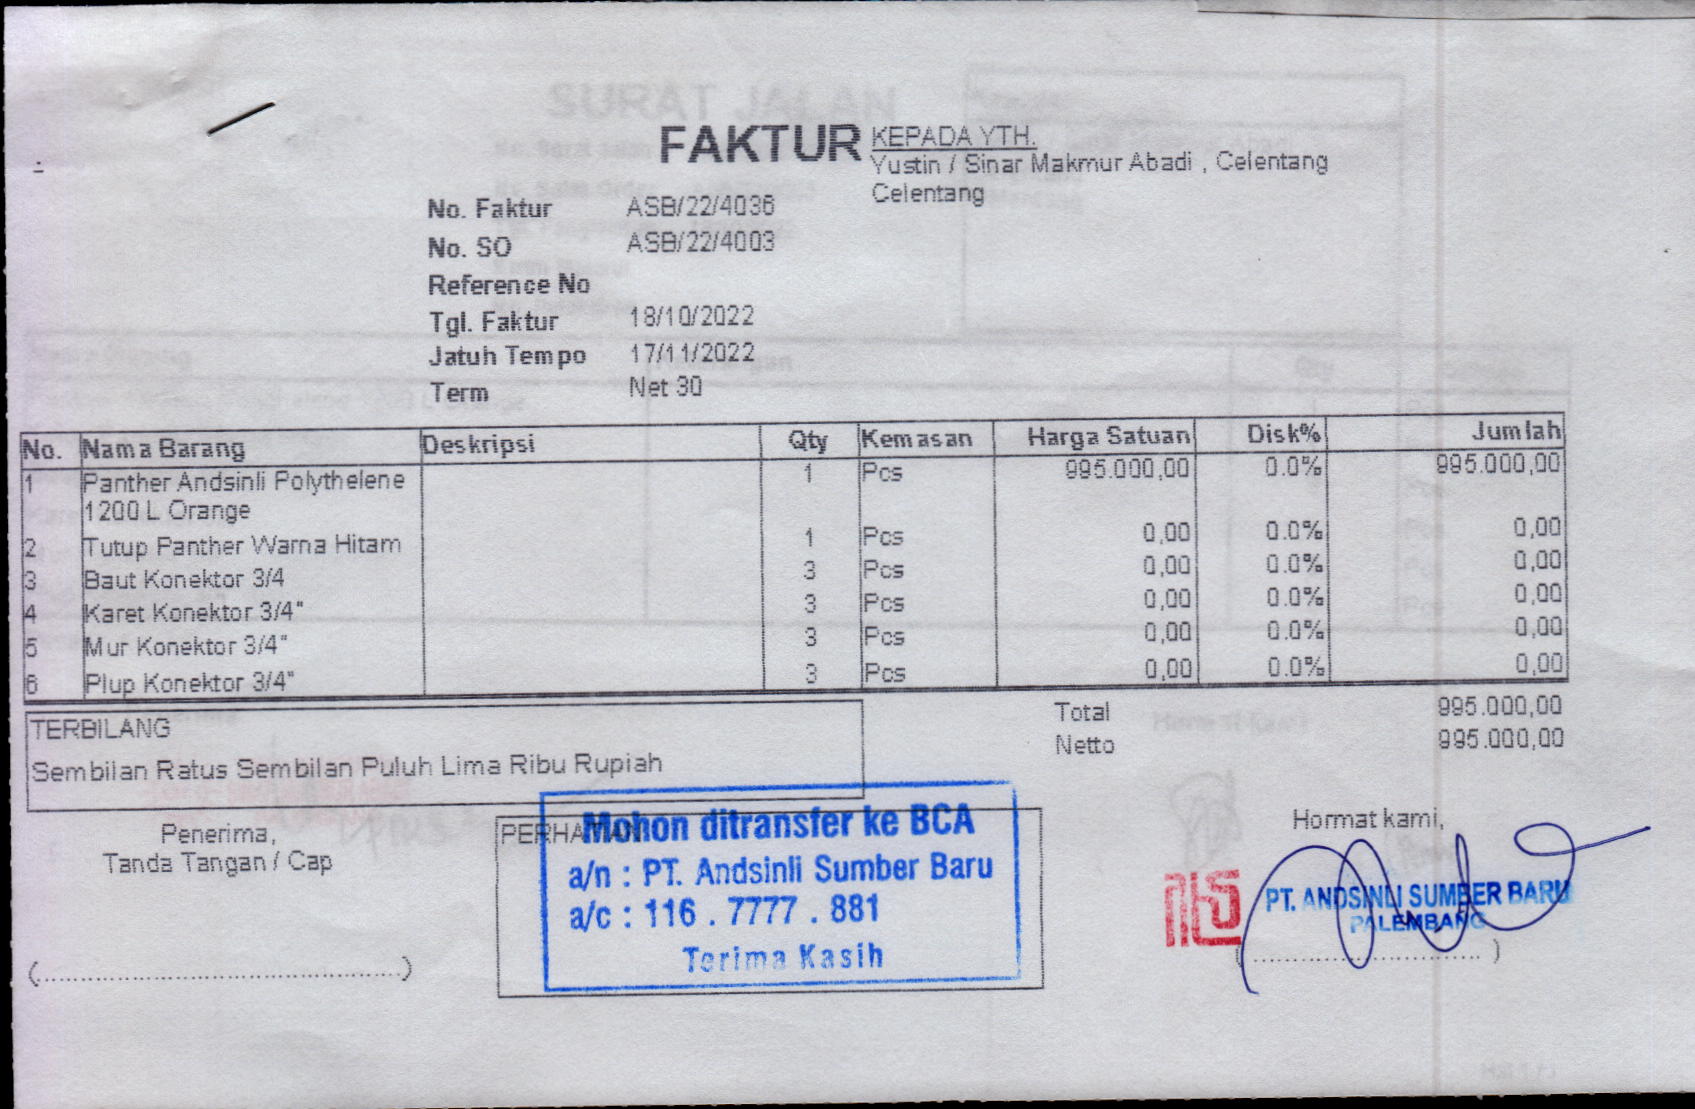 FAKTUR
KEPADA YTH.
Yustin / Sinar Makmur Abadi , Celentang
Celentang
No. Faktur ASB/22/4036
No. SO ASB/22/4003
Reference No
Tgl. Faktur 18/10/2022
Jatuh Tempo 17/11/2022
Term Net 30
No. Nama Barang Deskripsi Qty Kemasan Harga Satuan Disk% Jumlah
1 Panther Andsinli Polythelene 1 Pcs 995.000,00 0.0% 995.000,00
1200 L Orange
2 Tutup Panther Warna Hitam 1 Pcs 0,00 0.0% 0,00
3 Baut Konektor 3/4 3 Pcs 0,00 0.0% 0,00
4 Karet Konektor 3/4" 3 Pcs 0,00 0.0% 0,00
5 Mur Konektor 3/4" 3 Pcs 0,00 0.0% 0,00
6 Plup Konektor 3/4" 3 Pcs 0,00 0.0% 0,00
Total 995.000,00
Netto 995.000,00
TERBILANG
Sembilan Ratus Sembilan Puluh Lima Ribu Rupiah
Penerima,
Tanda Tangan / Cap
PERHATIAN
Mohon ditransfer ke BCA
a/n : PT. Andsinli Sumber Baru
a/c : 116 . 7777 . 881
Terima Kasih
Hormat kami,
PT. ANDSINLI SUMBER BARU
PALEMBANG
SURAT JALAN